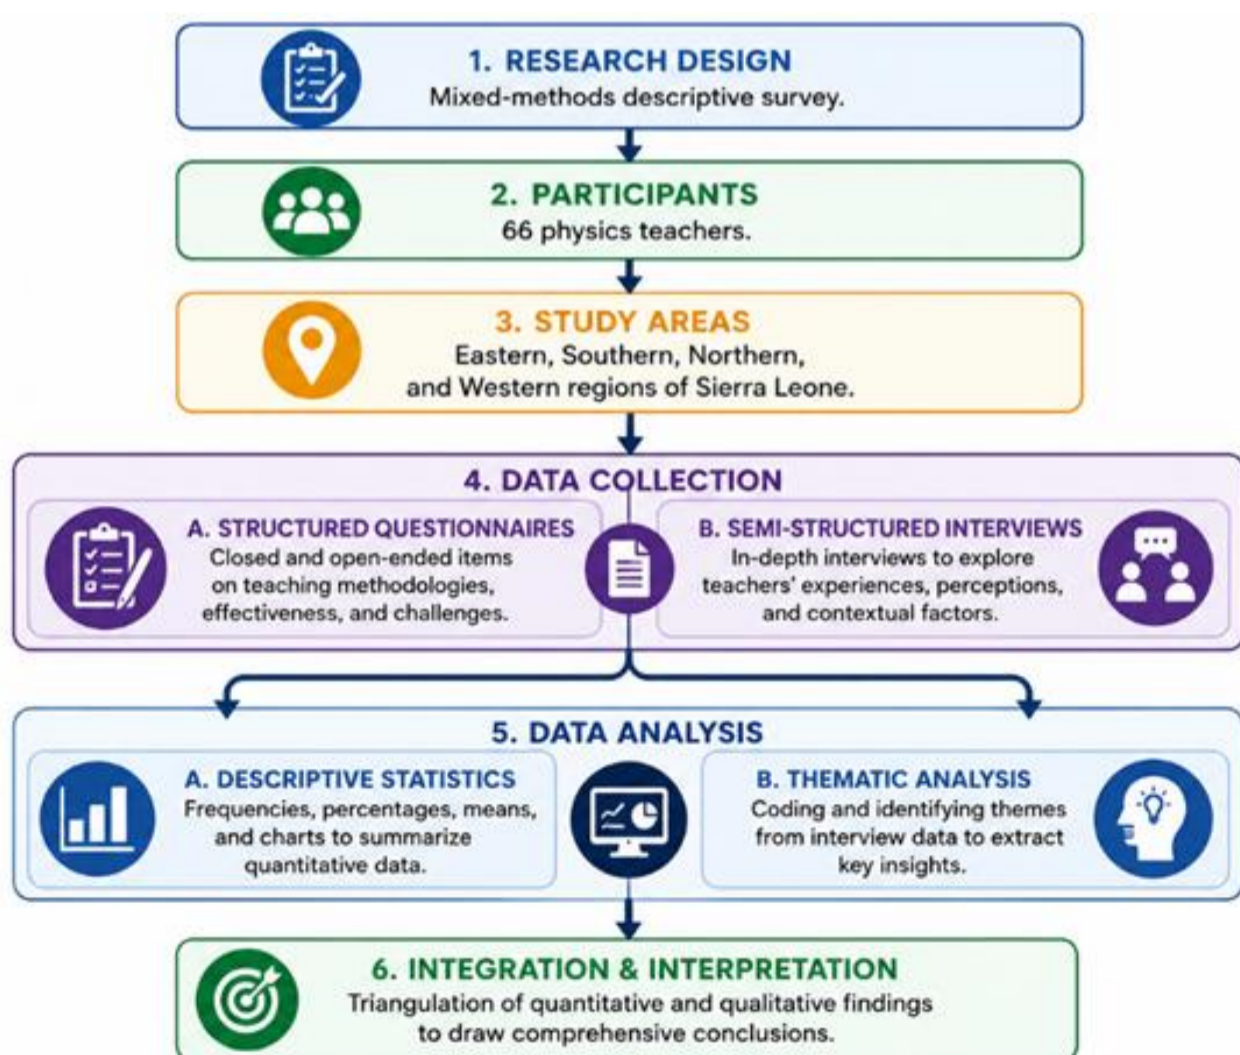 1. RESEARCH DESIGN
Mixed-methods descriptive survey.
2. PARTICIPANTS
66 physics teachers.
3. STUDY AREAS
Eastern, Southern, Northern,
and Western regions of Sierra Leone.
4. DATA COLLECTION
A. STRUCTURED QUESTIONNAIRES
Closed and open-ended items
on teaching methodologies,
effectiveness, and challenges.
B. SEMI-STRUCTURED INTERVIEWS
In-depth interviews to explore
teachers' experiences, perceptions,
and contextual factors.
5. DATA ANALYSIS
A. DESCRIPTIVE STATISTICS
Frequencies, percentages, means,
and charts to summarize
quantitative data.
B. THEMATIC ANALYSIS
Coding and identifying themes
from interview data to extract
key insights.
6. INTEGRATION & INTERPRETATION
Triangulation of quantitative and qualitative findings
to draw comprehensive conclusions.